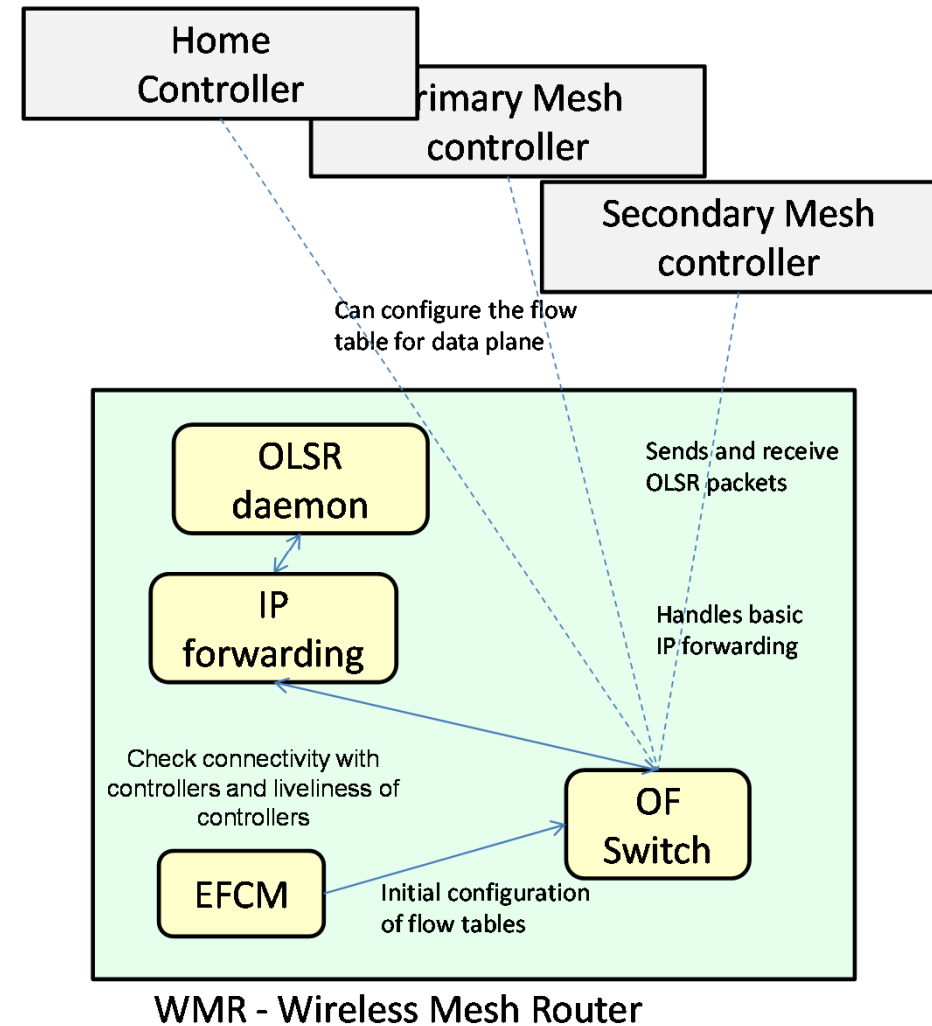 Home
Controller
rimary Mesh
controller
Secondary Mesh
controller
Can configure the flow
table for data plane
OLSR
daemon
Sends and receive
OLSR packets
IP
forwarding
Handles basic
IP forwarding
Check connectivity with
controllers and liveliness of
controllers
OF
Switch
EFCM
Initial configuration
of flow tables
WMR - Wireless Mesh Router